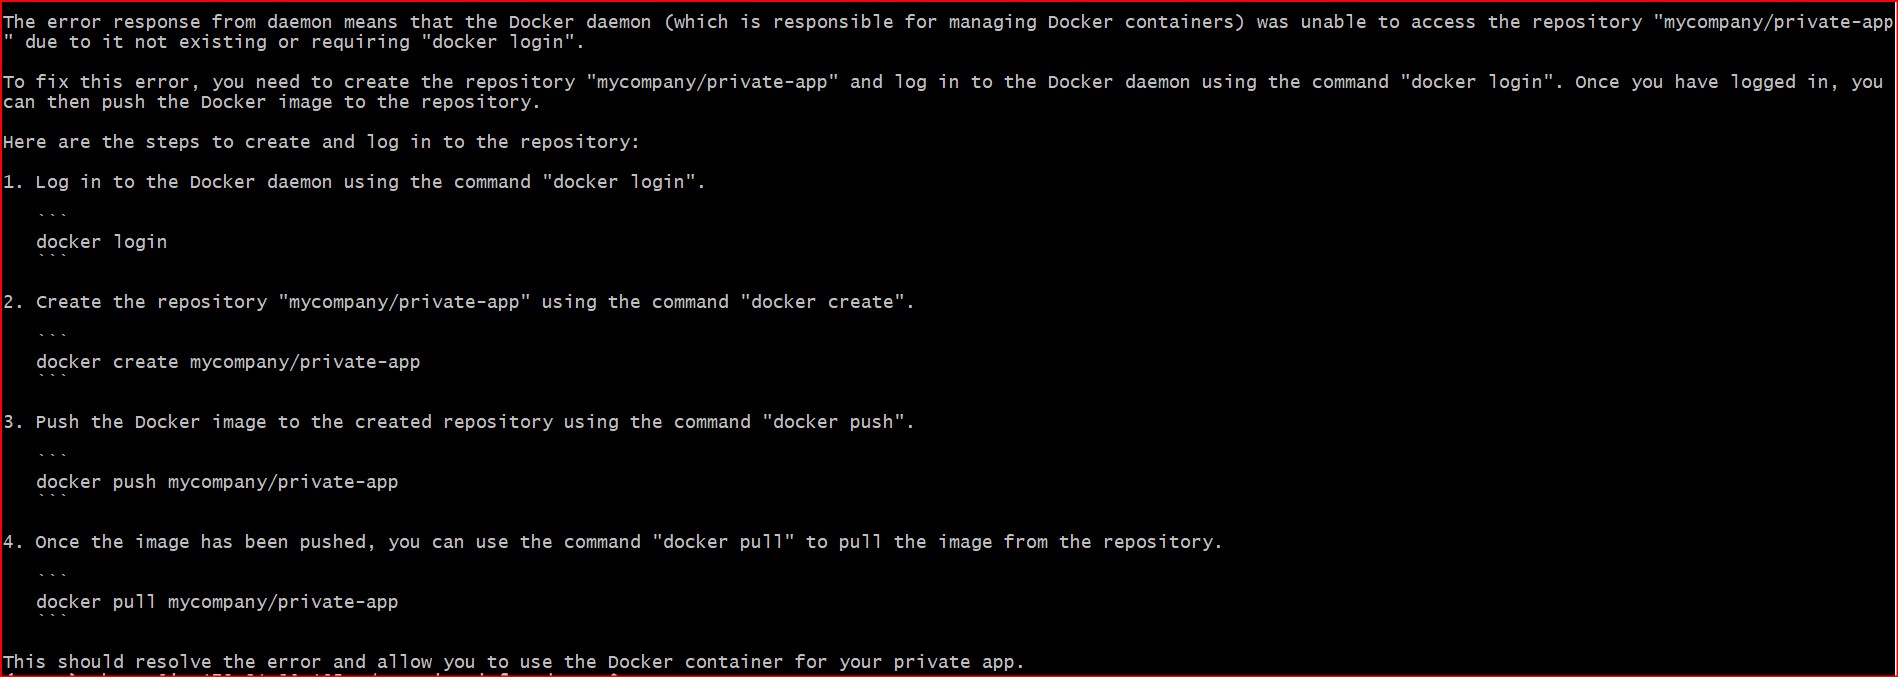 The error response from daemon means that the Docker daemon (which is responsible for managing Docker containers) was unable to access the repository "mycompany/private-app
" due to it not existing or requiring "docker login".
To fix this error, you need to create the repository "mycompany/private-app" and log in to the Docker daemon using the command "docker login". Once you have logged in, you
can then push the Docker image to the repository.
Here are the steps to create and log in to the repository:
1. Log in to the Docker daemon using the command "docker login".
```
docker login
```
2. Create the repository "mycompany/private-app" using the command "docker create".
```
docker create mycompany/private-app
```
3. Push the Docker image to the created repository using the command "docker push".
```
docker push mycompany/private-app
```
4. Once the image has been pushed, you can use the command "docker pull" to pull the image from the repository.
```
docker pull mycompany/private-app
```
This should resolve the error and allow you to use the Docker container for your private app.